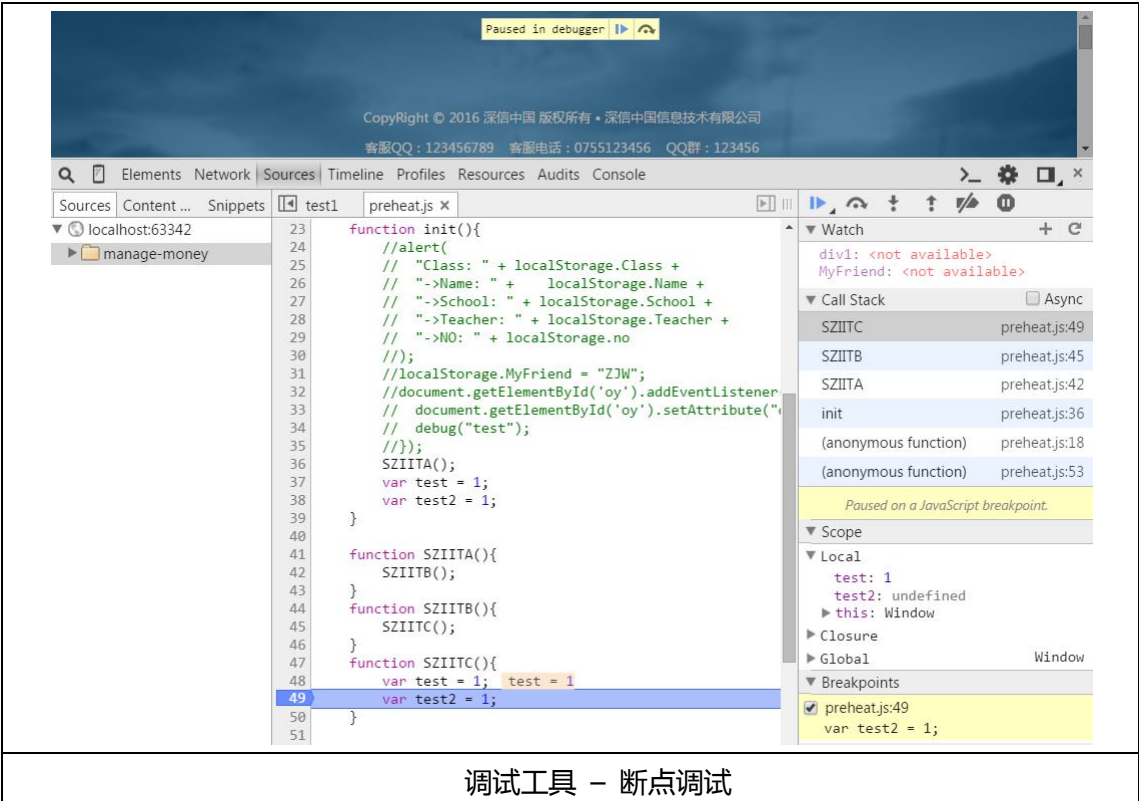 Paused in debugger
CopyRight © 2016 深信中国 版权所有 • 深信中国信息技术有限公司
客服QQ：123456789 客服电话：0755123456 QQ群：123456
Elements Network Sources Timeline Profiles Resources Audits Console
Sources Content ... Snippets test1 preheat.js ×
localhost:63342
manage-money
23 function init(){
24 //alert(
25 // "Class: " + localStorage.Class +
26 // "->Name: " + localStorage.Name +
27 // "->School: " + localStorage.School +
28 // "->Teacher: " + localStorage.Teacher +
29 // "->NO: " + localStorage.no
30 //);
31 //localStorage.MyFriend = "ZJW";
32 //document.getElementById('oy').addEventListener
33 // document.getElementById('oy').setAttribute("
34 // debug("test");
35 //});
36 SZIITA();
37 var test = 1;
38 var test2 = 1;
39 }
40
41 function SZIITA(){
42 SZIITB();
43 }
44 function SZIITB(){
45 SZIITC();
46 }
47 function SZIITC(){
48 var test = 1; test = 1
49 var test2 = 1;
50 }
51
Watch
div1: <not available>
MyFriend: <not available>
Call Stack Async
SZIITC preheat.js:49
SZIITB preheat.js:45
SZIITA preheat.js:42
init preheat.js:36
(anonymous function) preheat.js:18
(anonymous function) preheat.js:53
Paused on a JavaScript breakpoint.
Scope
Local
test: 1
test2: undefined
this: Window
Closure
Global Window
Breakpoints
preheat.js:49
var test2 = 1;
调试工具 – 断点调试